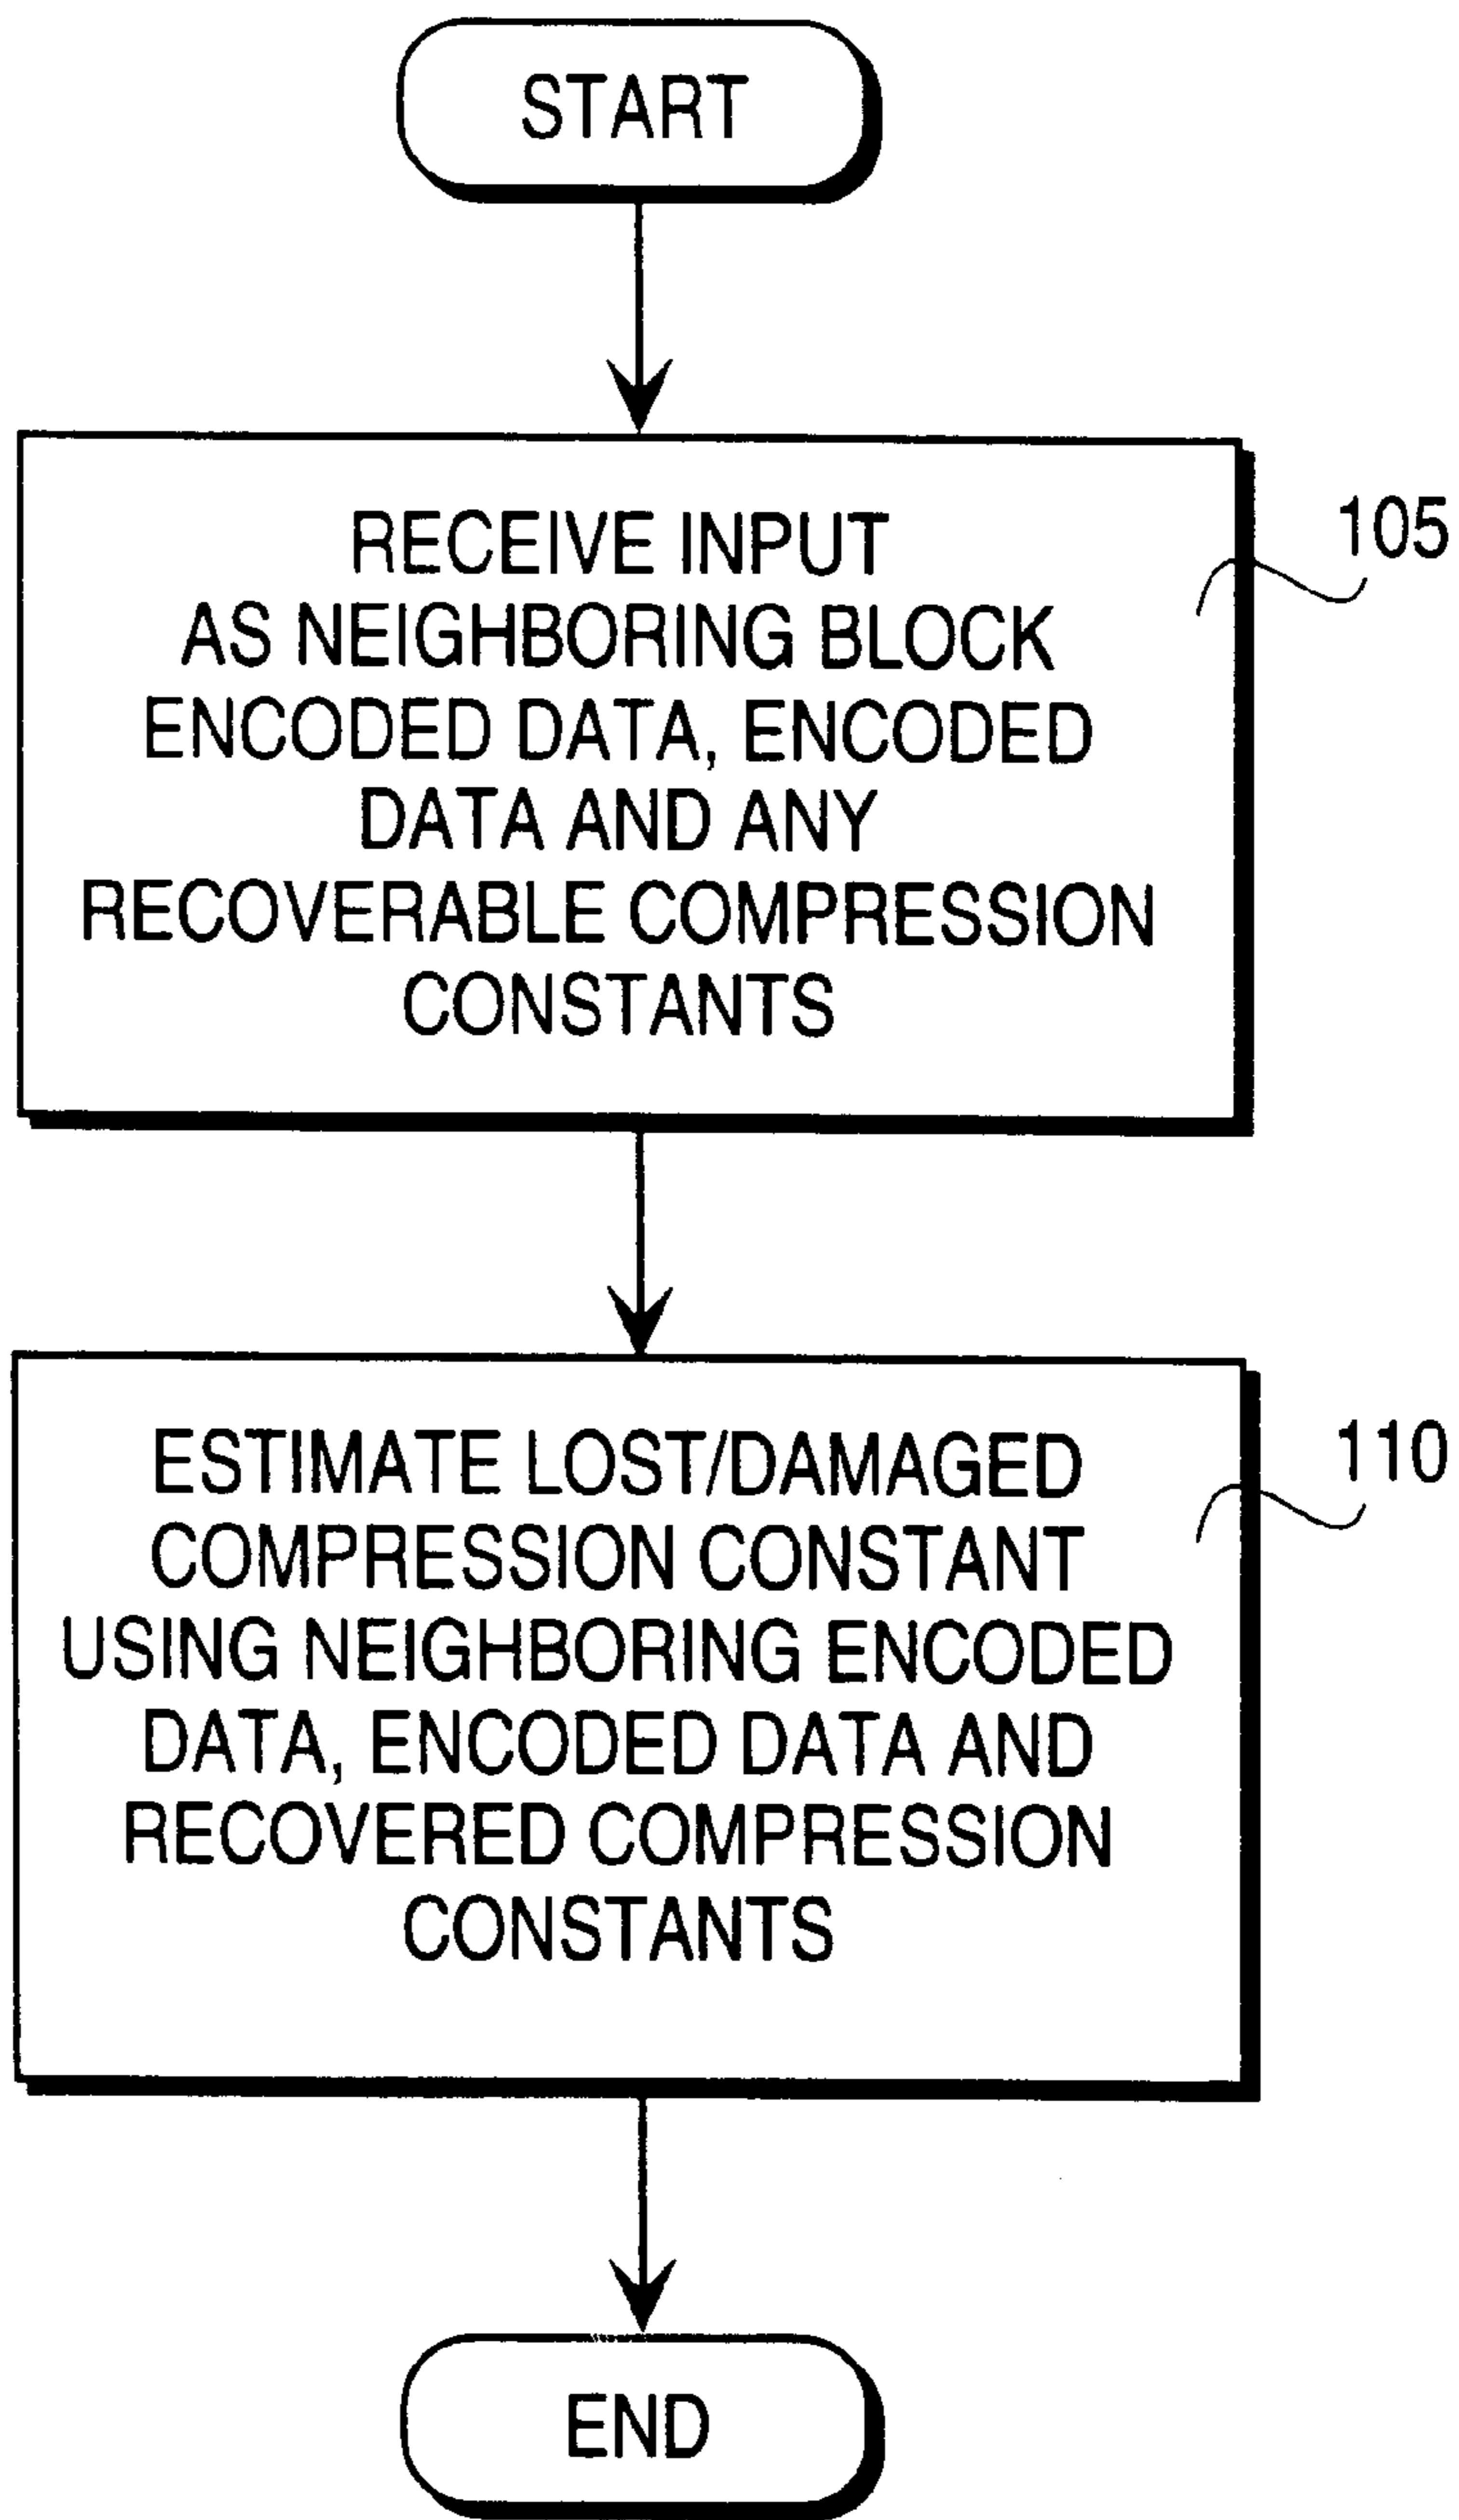 START
RECEIVE INPUT
AS NEIGHBORING BLOCK
ENCODED DATA, ENCODED
DATA AND ANY
RECOVERABLE COMPRESSION
CONSTANTS
105
ESTIMATE LOST/DAMAGED
COMPRESSION CONSTANT
USING NEIGHBORING ENCODED
DATA, ENCODED DATA AND
RECOVERED COMPRESSION
CONSTANTS
110
END